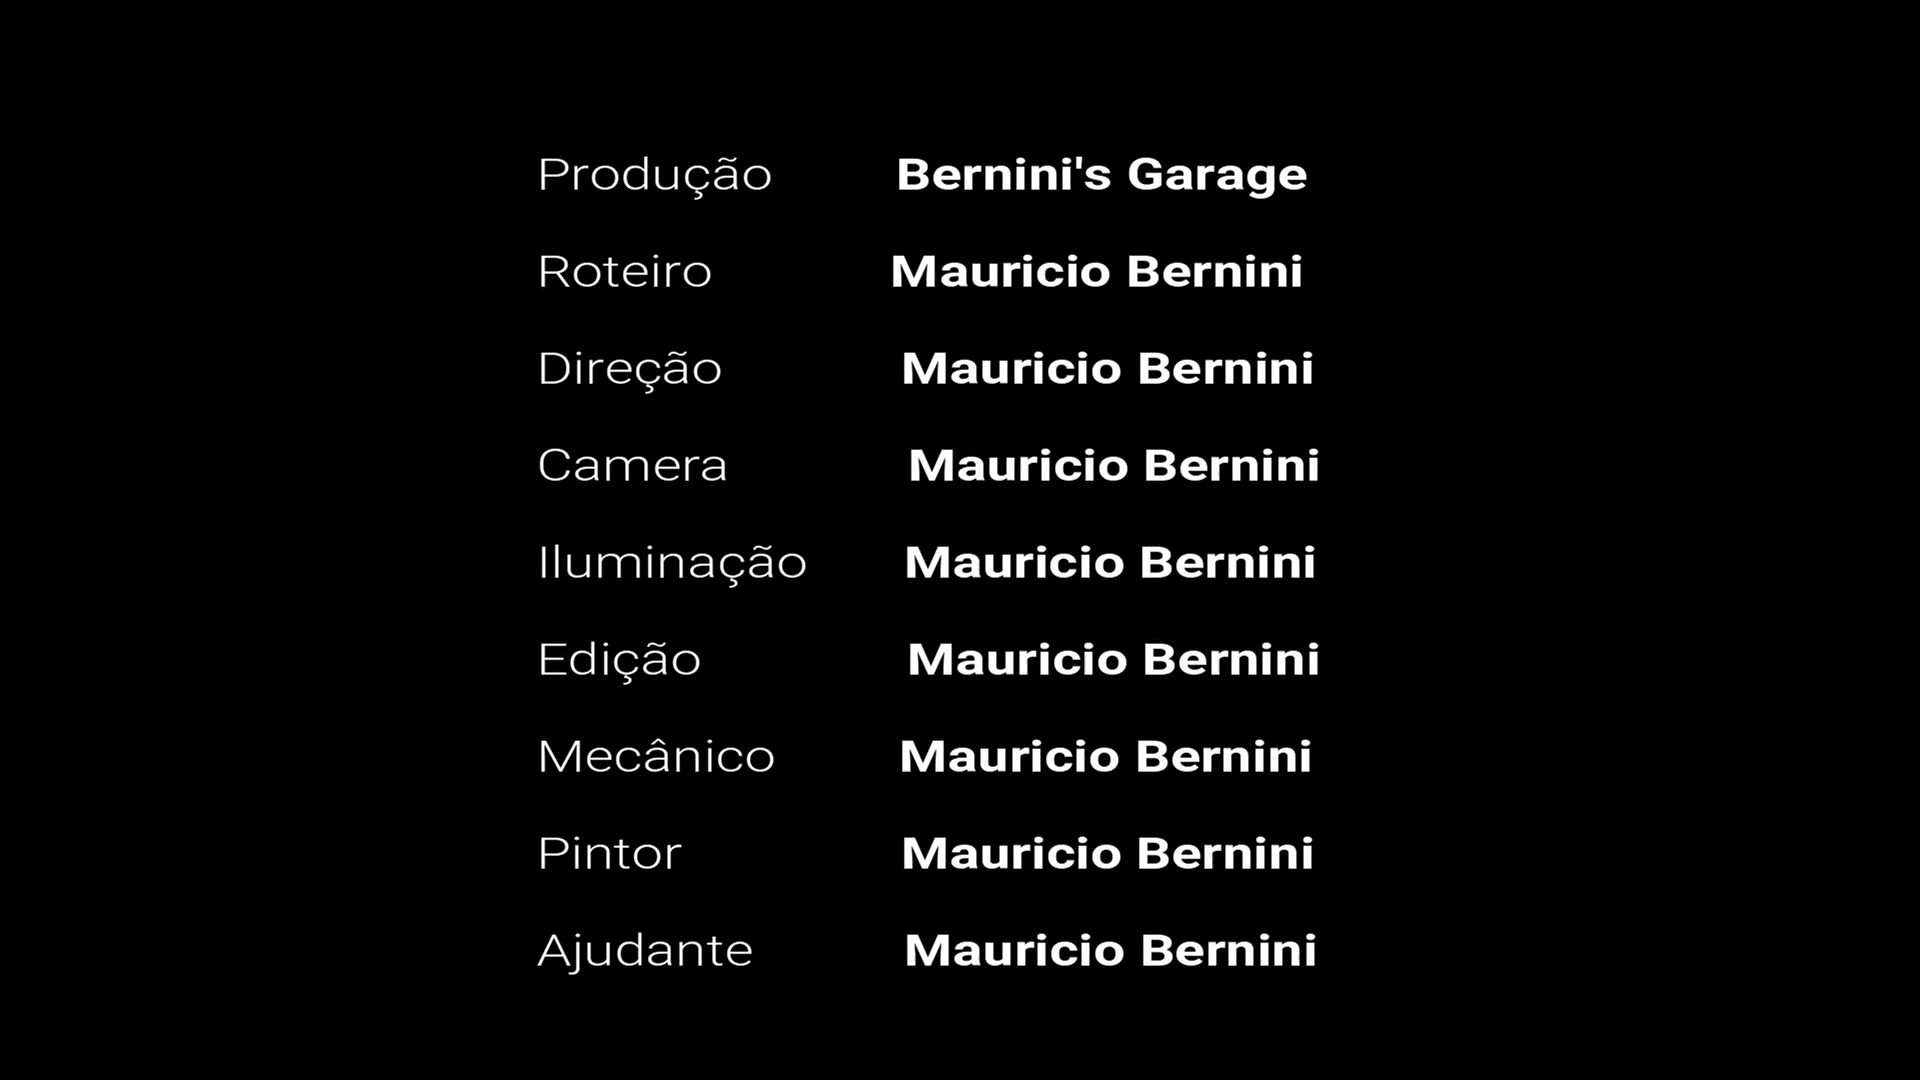 Produção Bernini's Garage
Roteiro Mauricio Bernini
Direção Mauricio Bernini
Camera Mauricio Bernini
Iluminação Mauricio Bernini
Edição Mauricio Bernini
Mecânico Mauricio Bernini
Pintor Mauricio Bernini
Ajudante Mauricio Bernini